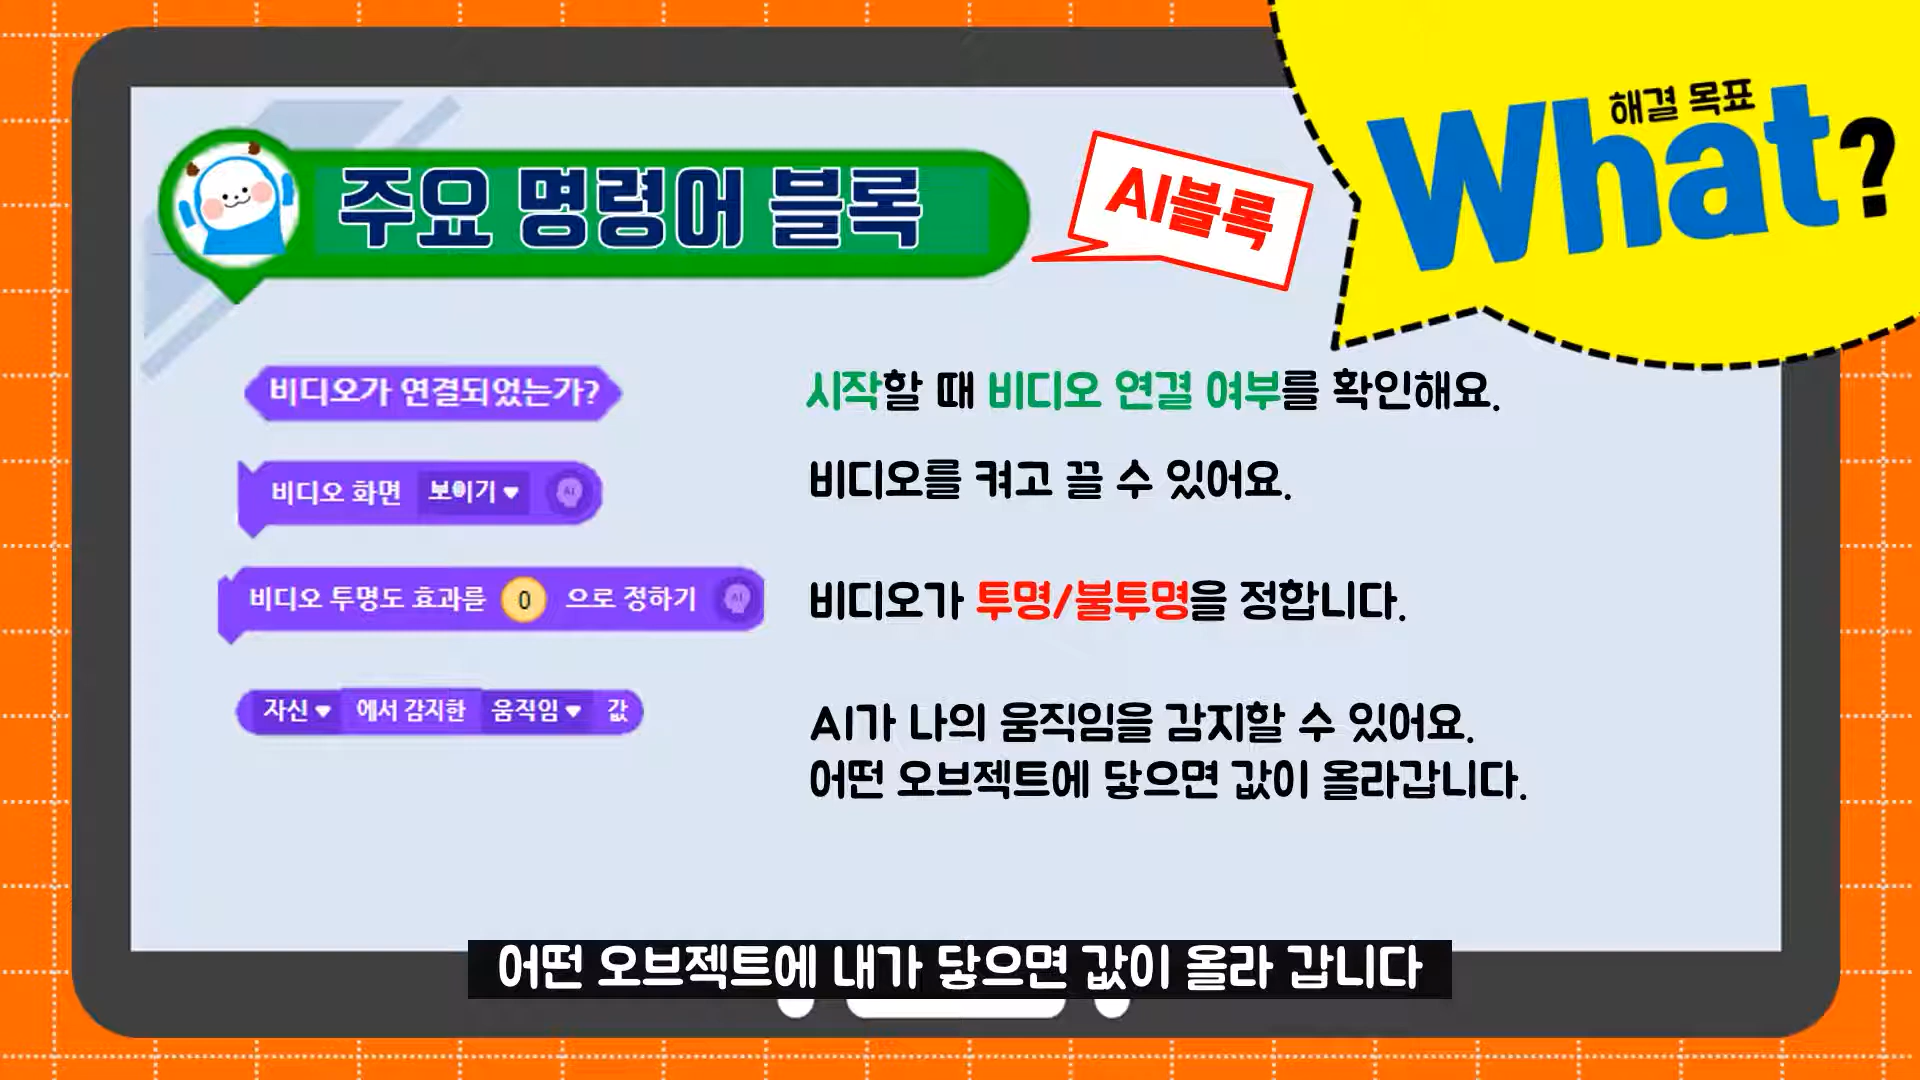 해결 목표
What?
주요 명령어 블록
AI블록
비디오가 연결되었는가?
시작할 때 비디오 연결 여부를 확인해요.
비디오 화면 보이기 AI
비디오를 켜고 끌 수 있어요.
비디오 투명도 효과를 0 으로 정하기 AI
비디오가 투명/불투명을 정합니다.
자신 에서 감지한 움직임 값
AI가 나의 움직임을 감지할 수 있어요.
어떤 오브젝트에 닿으면 값이 올라갑니다.
어떤 오브젝트에 내가 닿으면 값이 올라 갑니다